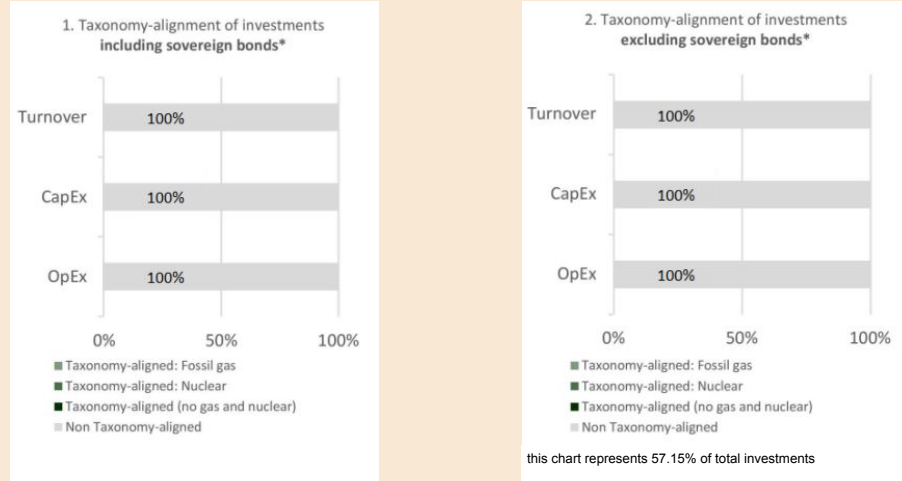 1. Taxonomy-alignment of investments
including sovereign bonds*
Turnover
100%
CapEx
100%
OpEx
100%
0% 50% 100%
Taxonomy-aligned: Fossil gas
Taxonomy-aligned: Nuclear
Taxonomy-aligned (no gas and nuclear)
Non Taxonomy-aligned
2. Taxonomy-alignment of investments
excluding sovereign bonds*
Turnover
100%
CapEx
100%
OpEx
100%
0% 50% 100%
Taxonomy-aligned: Fossil gas
Taxonomy-aligned: Nuclear
Taxonomy-aligned (no gas and nuclear)
Non Taxonomy-aligned
this chart represents 57.15% of total investments